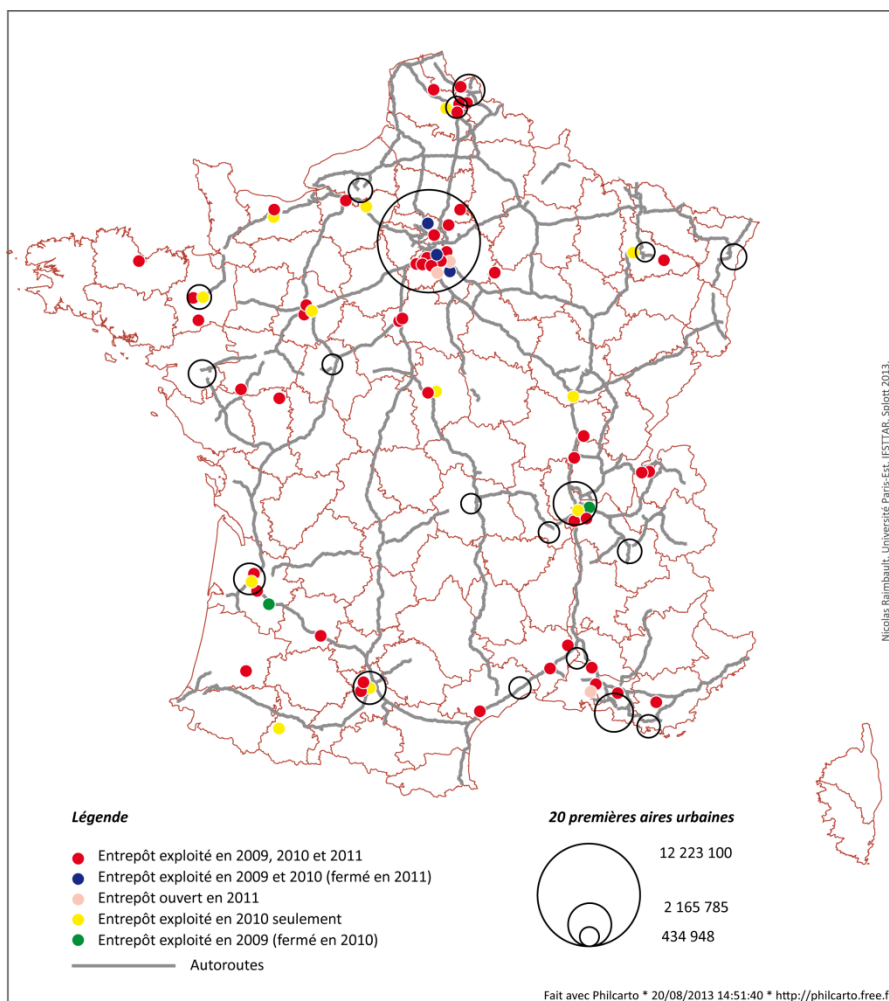 Nicolas Raimbault, Université Paris-Est, IFSTTAR, Splott 2013.
Légende
Entrepôt exploité en 2009, 2010 et 2011
Entrepôt exploité en 2009 et 2010 (fermé en 2011)
Entrepôt ouvert en 2011
Entrepôt exploité en 2010 seulement
Entrepôt exploité en 2009 (fermé en 2010)
Autoroutes
20 premières aires urbaines
12 223 100
2 165 785
434 948
Fait avec Philcarto * 20/08/2013 14:51:40 * http://philcarto.free.f